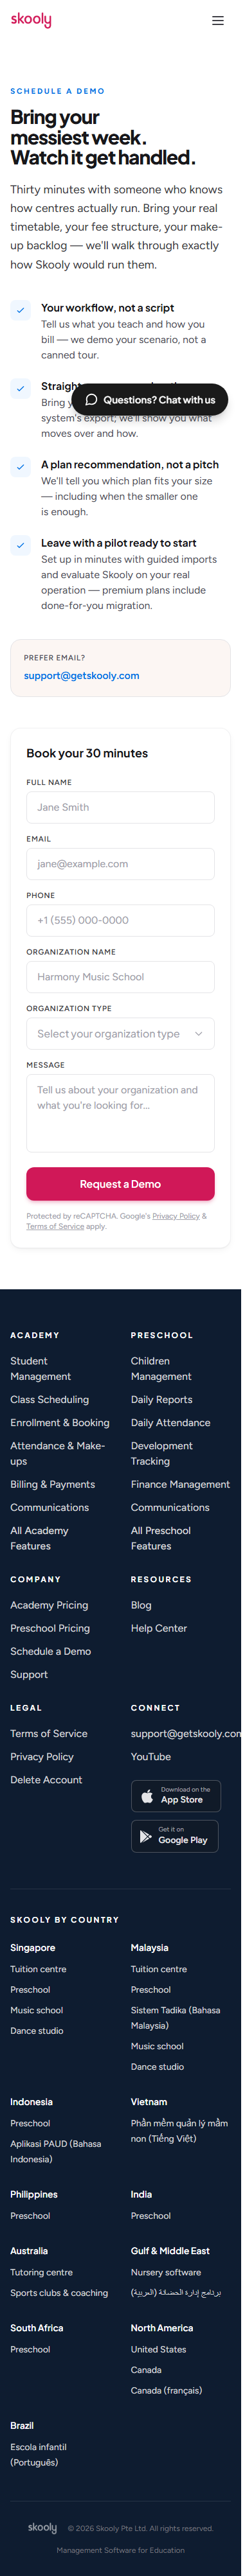 skooly
SCHEDULE A DEMO
Bring your
messiest week.
Watch it get handled.
Thirty minutes with someone who knows
how centres actually run. Bring your real
timetable, your fee structure, your make-
up backlog — we'll walk through exactly
how Skooly would run them.
Your workflow, not a script
Tell us what you teach and how you
bill — we demo your scenario, not a
canned tour.
Questions? Chat with us
system's export; we'll show you what
moves over and how.
A plan recommendation, not a pitch
We'll tell you which plan fits your size
— including when the smaller one
is enough.
Leave with a pilot ready to start
Set up in minutes with guided imports
and evaluate Skooly on your real
operation — premium plans include
done-for-you migration.
PREFER EMAIL?
support@getskooly.com
Book your 30 minutes
FULL NAME
Jane Smith
EMAIL
jane@example.com
PHONE
+1 (555) 000-0000
ORGANIZATION NAME
Harmony Music School
ORGANIZATION TYPE
Select your organization type
MESSAGE
Tell us about your organization and
what you're looking for...
Request a Demo
Protected by reCAPTCHA. Google's Privacy Policy &
Terms of Service apply.
ACADEMY
Student
Management
Class Scheduling
Enrollment & Booking
Attendance & Make-
ups
Billing & Payments
Communications
All Academy
Features
PRESCHOOL
Children
Management
Daily Reports
Daily Attendance
Development
Tracking
Finance Management
Communications
All Preschool
Features
COMPANY
Academy Pricing
Preschool Pricing
Schedule a Demo
Support
RESOURCES
Blog
Help Center
LEGAL
Terms of Service
Privacy Policy
Delete Account
CONNECT
support@getskooly.com
YouTube
Download on the
App Store
Get it on
Google Play
SKOOLY BY COUNTRY
Singapore
Tuition centre
Preschool
Music school
Dance studio
Malaysia
Tuition centre
Preschool
Sistem Tadika (Bahasa
Malaysia)
Music school
Dance studio
Indonesia
Preschool
Aplikasi PAUD (Bahasa
Indonesia)
Vietnam
Phần mềm quản lý mầm
non (Tiếng Việt)
Philippines
Preschool
India
Preschool
Australia
Tutoring centre
Sports clubs & coaching
Gulf & Middle East
Nursery software
برنامج إدارة الحضانة (العربية)
South Africa
Preschool
North America
United States
Canada
Canada (français)
Brazil
Escola infantil
(Português)
skooly
© 2026 Skooly Pte Ltd. All rights reserved.
Management Software for Education